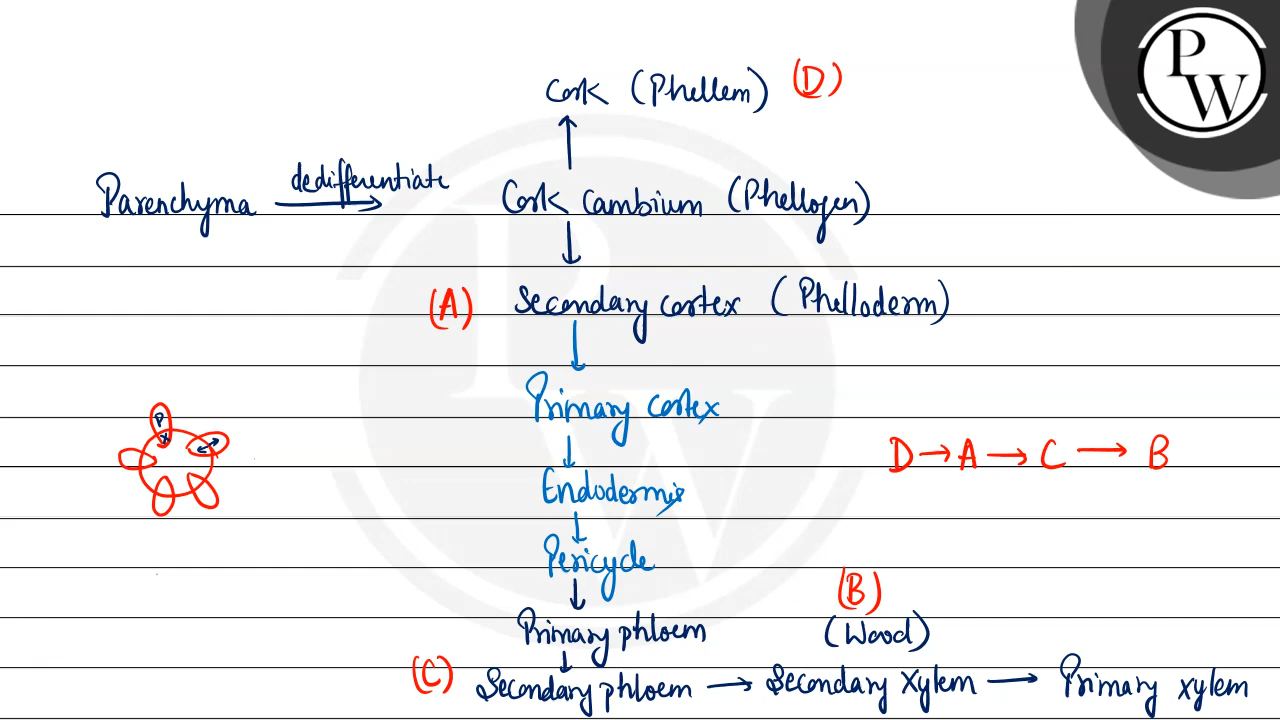 PW
Cork (Phellem) (D)
Parenchyma dedifferentiate Cork Cambium (Phellogen)
(A) Secondary cortex (Phelloderm)
Primary cortex
P
X
D → A → C → B
Endodermis
Pericycle
(B)
Primary phloem (Wood)
(C) Secondary phloem → Secondary Xylem → Primary xylem